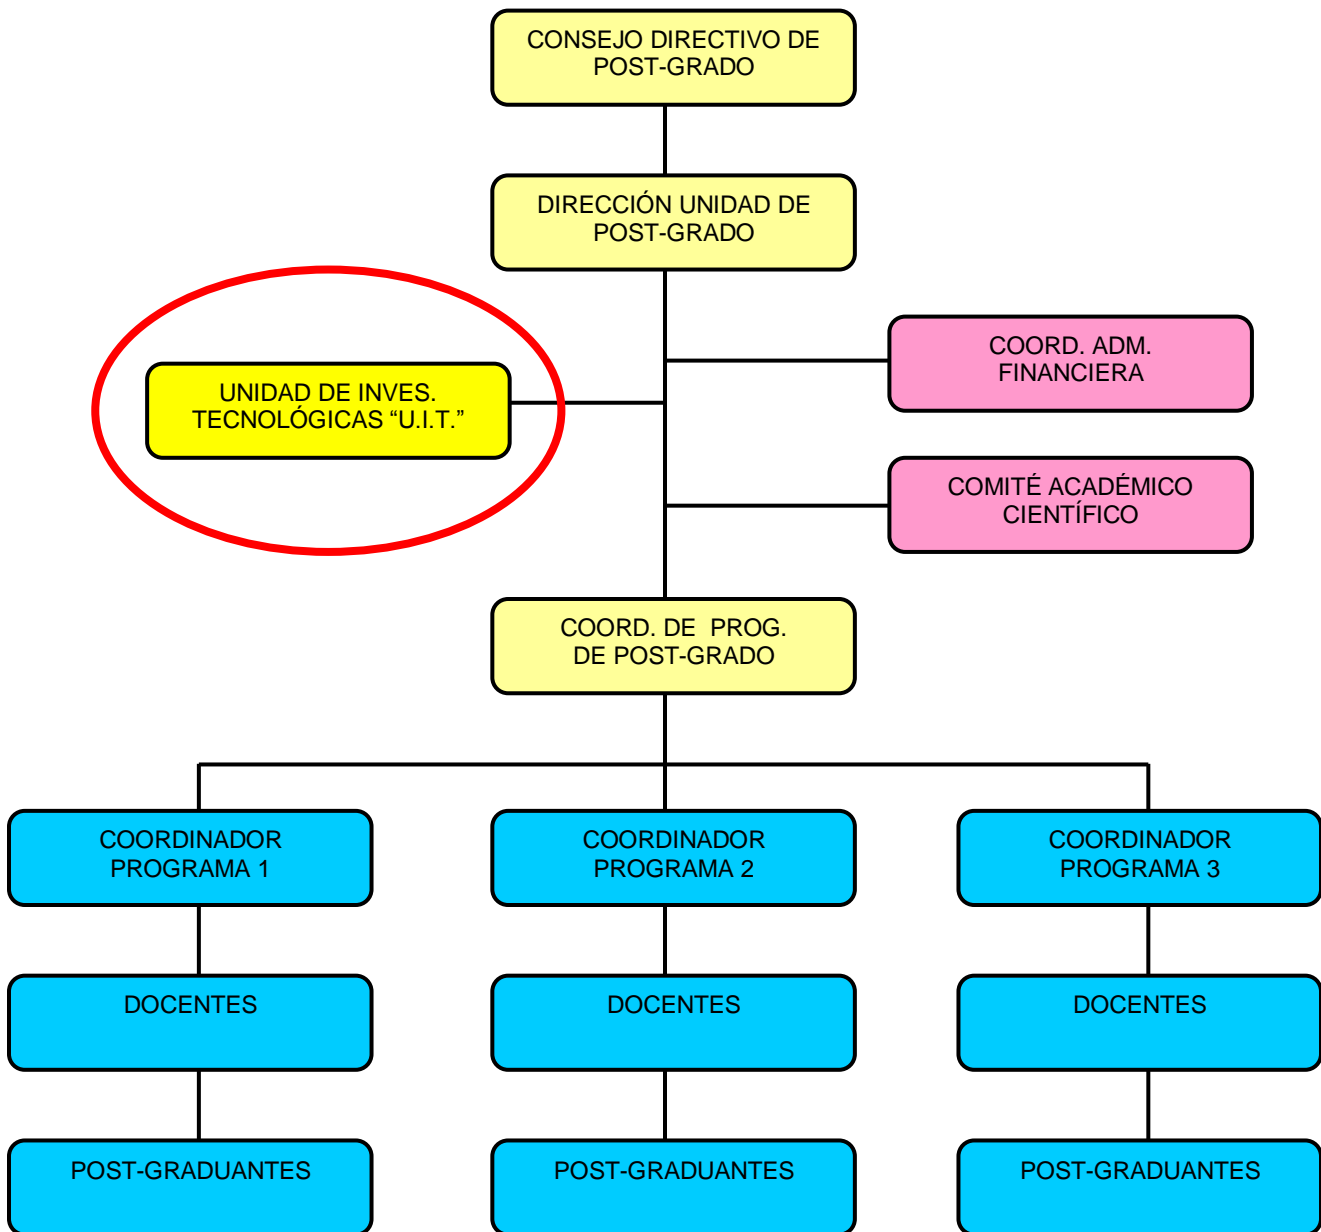 CONSEJO DIRECTIVO DE
POST-GRADO
DIRECCIÓN UNIDAD DE
POST-GRADO
COORD. ADM.
FINANCIERA
UNIDAD DE INVES.
TECNOLÓGICAS “U.I.T.”
COMITÉ ACADÉMICO
CIENTÍFICO
COORD. DE  PROG.
DE POST-GRADO
COORDINADOR
PROGRAMA 1
COORDINADOR
PROGRAMA 2
COORDINADOR
PROGRAMA 3
DOCENTES
DOCENTES
DOCENTES
POST-GRADUANTES
POST-GRADUANTES
POST-GRADUANTES